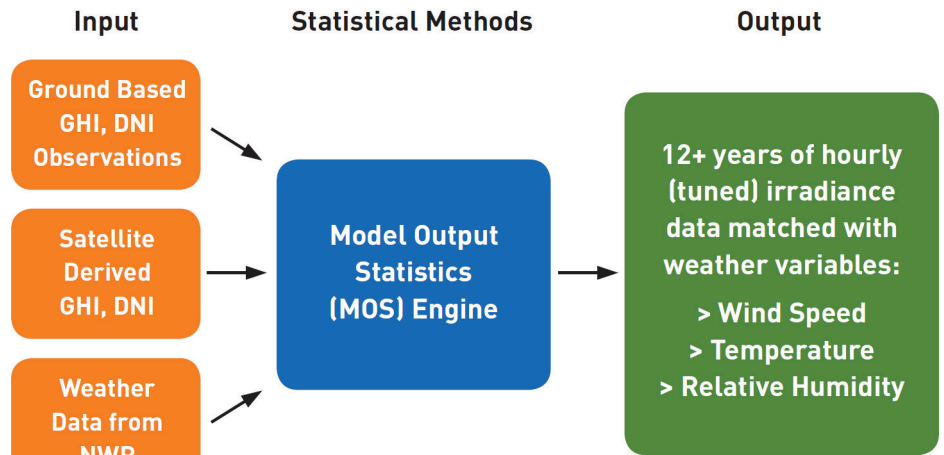 Input
Statistical Methods
Output
Ground Based
GHI, DNI
Observations
Satellite
Derived
GHI, DNI
Weather
Data from
NWP
Model Output
Statistics
(MOS) Engine
12+ years of hourly
(tuned) irradiance
data matched with
weather variables:
> Wind Speed
> Temperature
> Relative Humidity